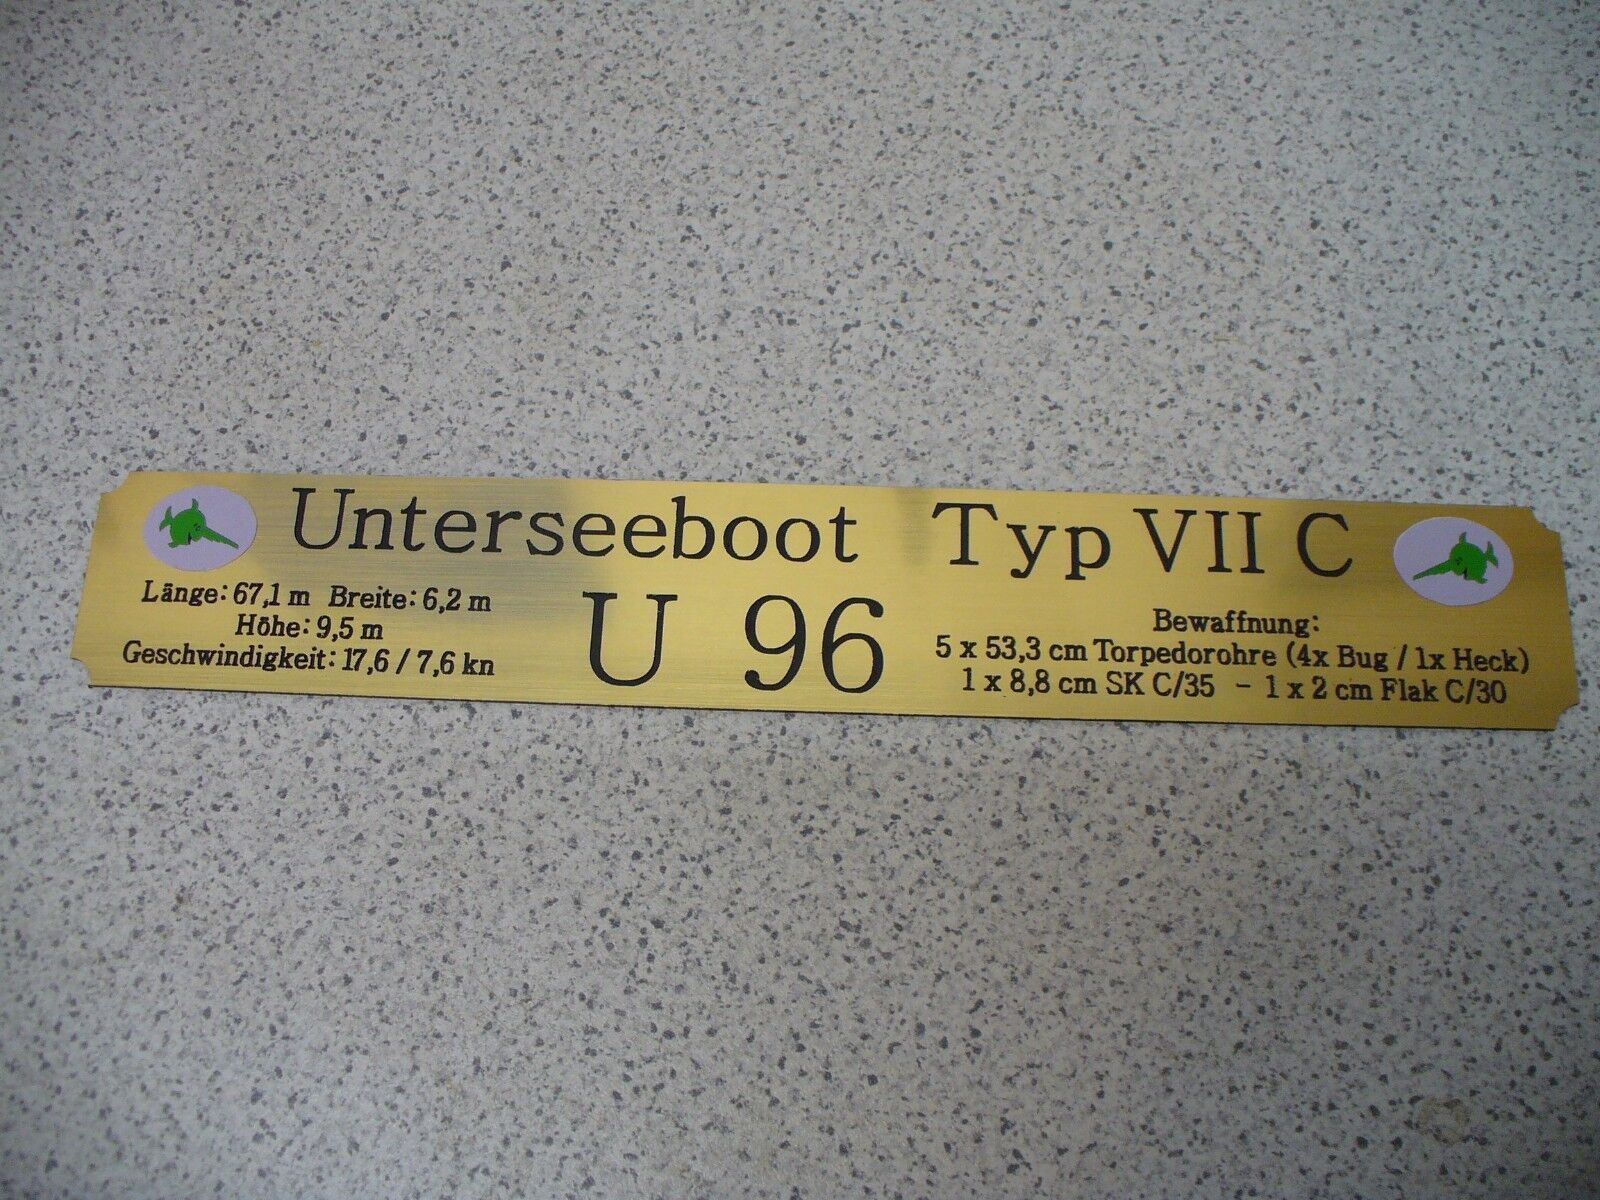 Unterseeboot Typ VII C
U 96
Länge: 67,1 m Breite: 6,2 m
Höhe: 9,5 m
Geschwindigkeit: 17,6 / 7,6 kn
Bewaffnung:
5 x 53,3 cm Torpedorohre (4x Bug / 1x Heck)
1 x 8,8 cm SK C/35 - 1 x 2 cm Flak C/30